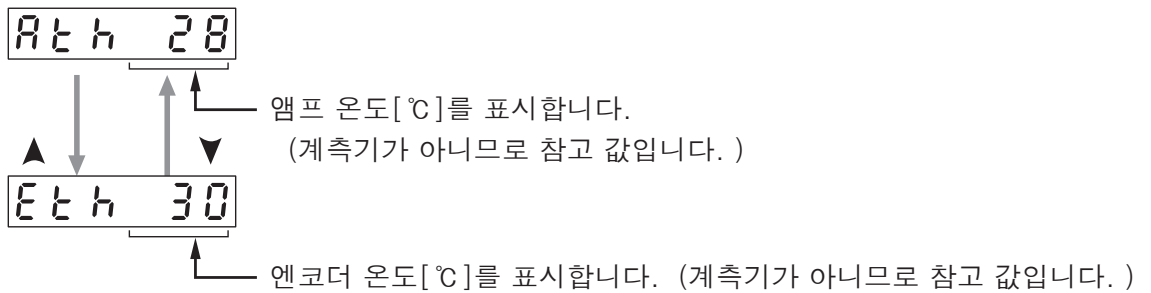 Ath 28
앰프 온도[℃]를 표시합니다.
(계측기가 아니므로 참고 값입니다. )
Eth 30
엔코더 온도[℃]를 표시합니다. (계측기가 아니므로 참고 값입니다. )